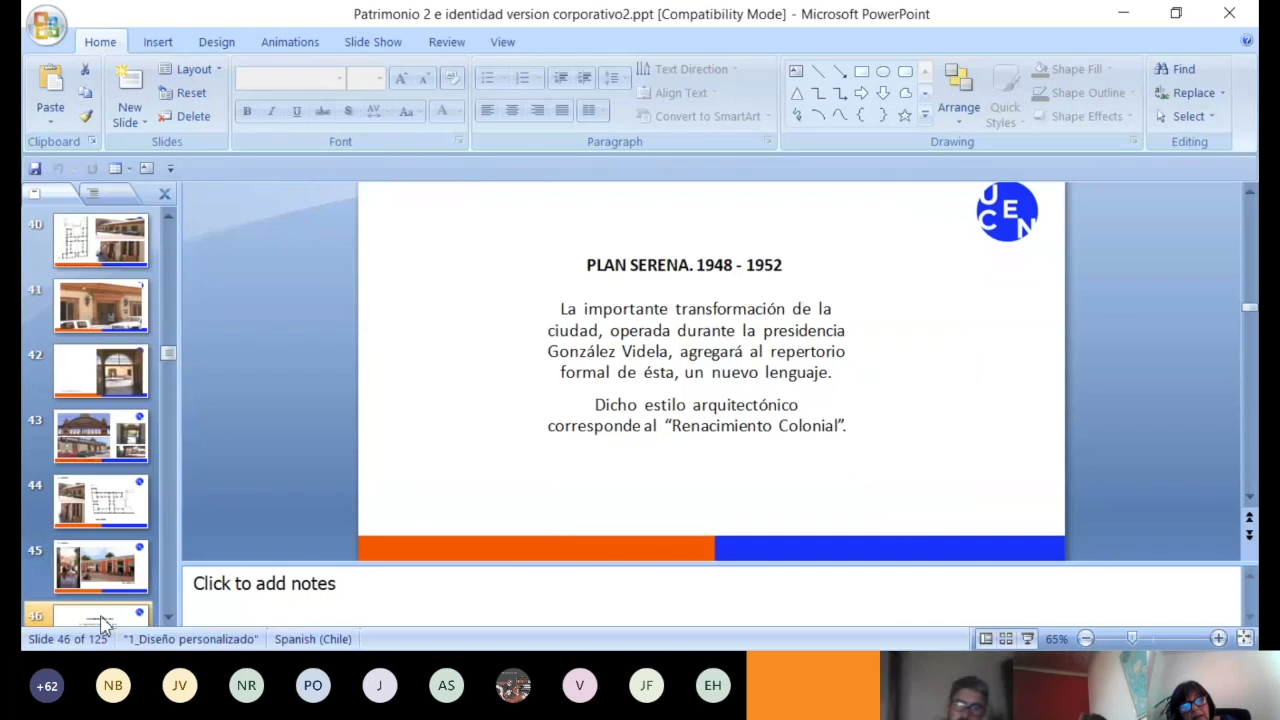 Patrimonio 2 e identidad version corporativo2.ppt [Compatibility Mode] - Microsoft PowerPoint
Home Insert Design Animations Slide Show Review View
Paste
Clipboard
New Slide
Layout
Reset
Delete
Slides
B I U abc S AV Aa A
Font
Text Direction
Align Text
Convert to SmartArt
Paragraph
Arrange
Quick Styles
Shape Fill
Shape Outline
Shape Effects
Drawing
Find
Replace
Select
Editing
40
41
42
43
44
45
46
UCEN
PLAN SERENA. 1948 - 1952
La importante transformación de la
ciudad, operada durante la presidencia
González Videla, agregará al repertorio
formal de ésta, un nuevo lenguaje.
Dicho estilo arquitectónico
corresponde al “Renacimiento Colonial”.
Click to add notes
Slide 46 of 125 "1_Diseño personalizado" Spanish (Chile) 65%
+62 NB JV NR PO J AS V JF EH